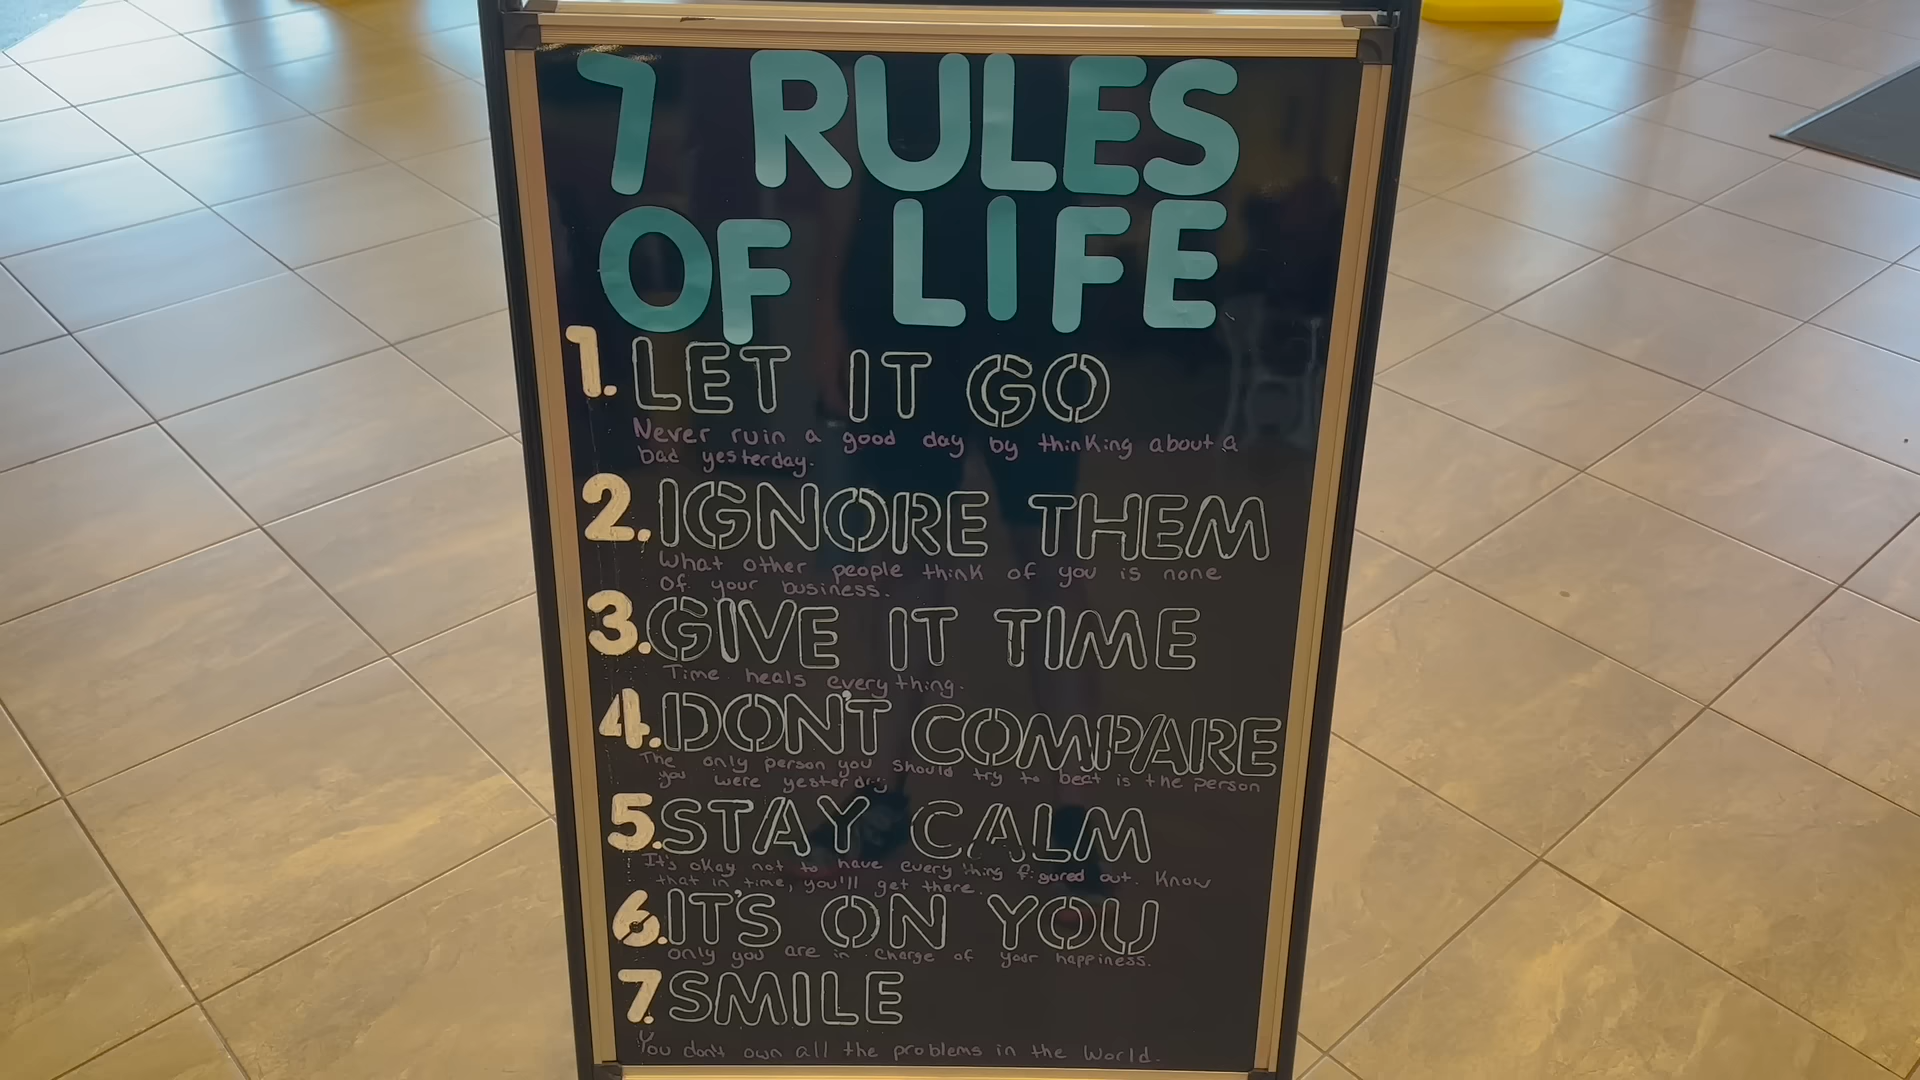 7 RULES
OF LIFE
1. LET IT GO
Never ruin a good day by thinking about a
bad yesterday.
2. IGNORE THEM
What other people think of you is none
of your business.
3. GIVE IT TIME
Time heals everything.
4. DON'T COMPARE
The only person you should try to beat is the person
you were yesterday
5. STAY CALM
It's okay not to have everything figured out. Know
that in time, you'll get there.
6. IT'S ON YOU
only you are in charge of your happiness.
7. SMILE
You don't own all the problems in the world.